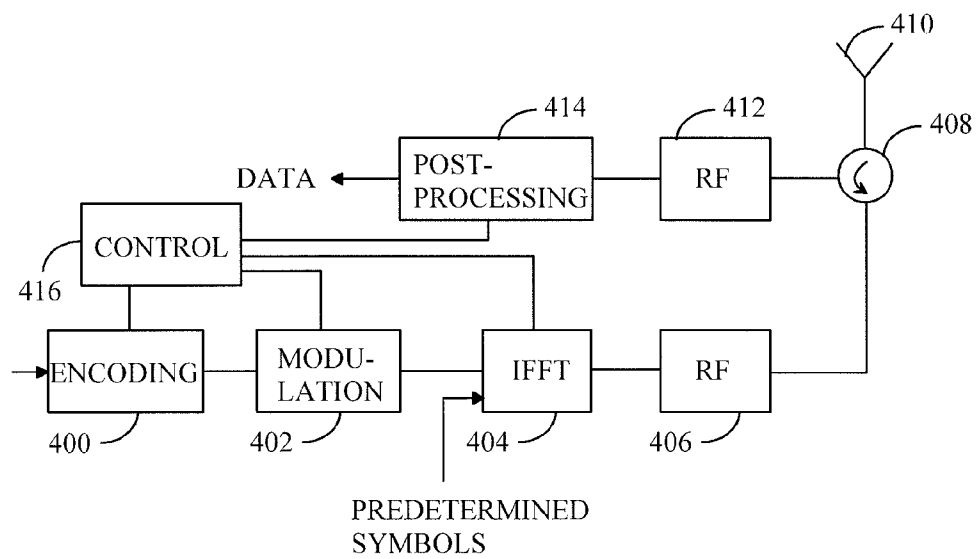 410
414
412
408
POST-
PROCESSING
RF
DATA
CONTROL
416
ENCODING
MODU-
LATION
IFFT
RF
400
402
404
406
PREDETERMINED
SYMBOLS